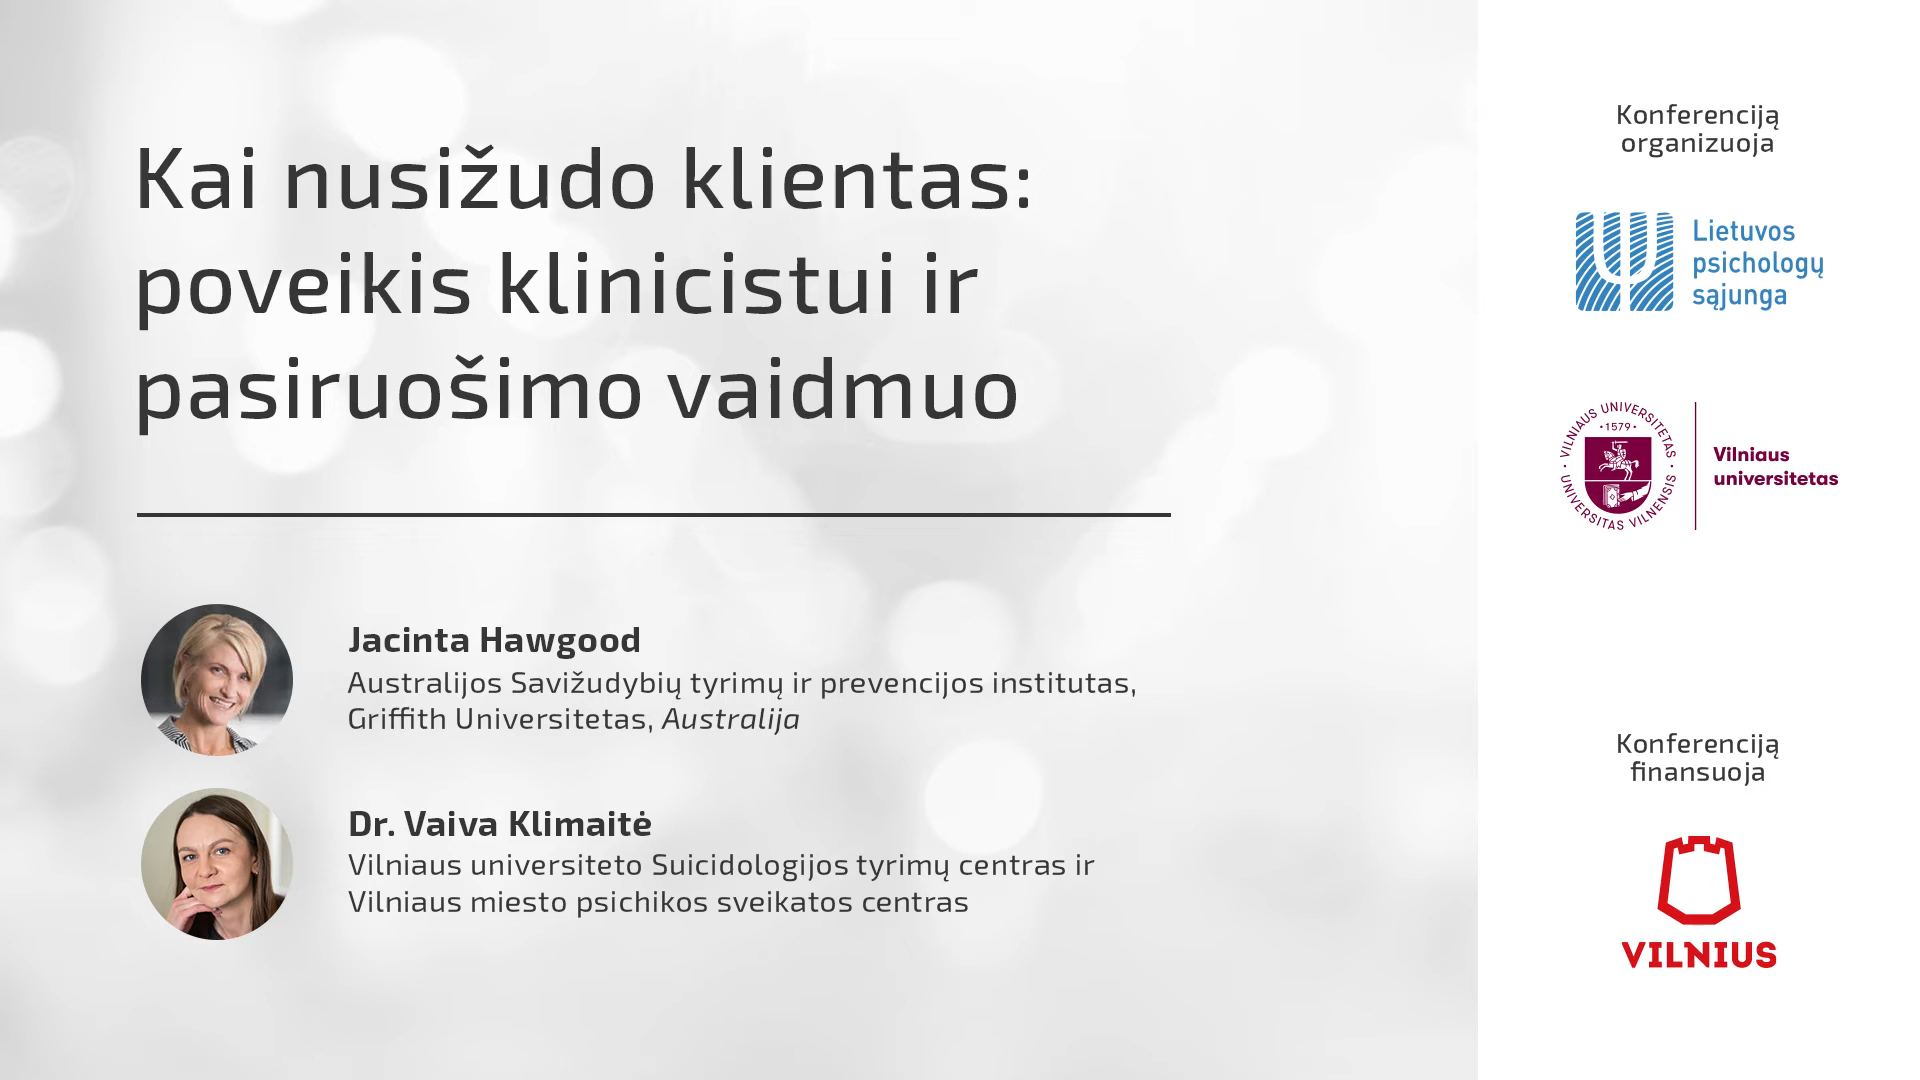 Kai nusižudo klientas:
poveikis klinicistui ir
pasiruošimo vaidmuo
Jacinta Hawgood
Australijos Savižudybių tyrimų ir prevencijos institutas,
Griffith Universitetas, Australija
Dr. Vaiva Klimaitė
Vilniaus universiteto Suicidologijos tyrimų centras ir
Vilniaus miesto psichikos sveikatos centras
Konferenciją
organizuoja
Lietuvos
psichologų
sąjunga
VILNIAUS UNIVERSITETAS
1579
UNIVERSITAS VILNENSIS
Vilniaus
universitetas
Konferenciją
finansuoja
VILNIUS